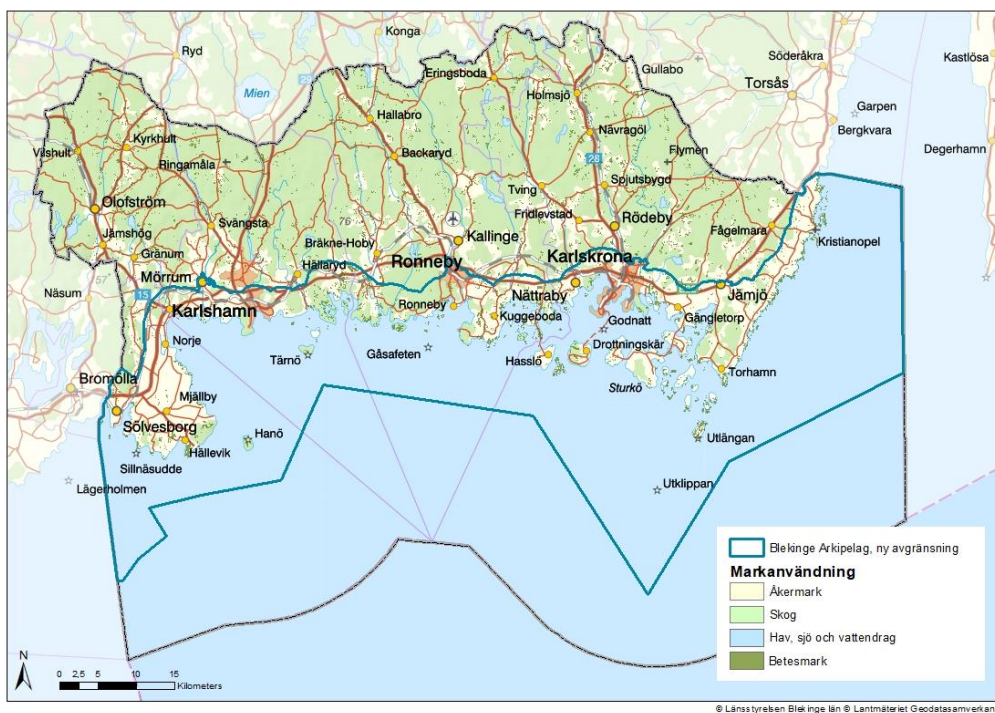 Konga
Ryd
Söderåkra
Kastlösa
Gullabo
Eringsboda
Torsås
Mien
Holmsjö
Garpen
Hallabro
Bergkvara
Nävragöl
Kyrkhult
Degerhamn
Vilshult
Ringamåla
Backaryd
28
Flymen
Tving
Spjutsbygd
Olofström
Fridlevstad
Rödeby
76
Svängsta
Fågelmara
Jämshög
Bräkne-Hoby
Kallinge
Kristianopel
Gränum
Ronneby
Karlskrona
Mörrum
Hällaryd
Nättraby
Jämjö
Näsum
15
Karlshamn
Ronneby
Kuggeboda
Gängletorp
Godnatt
Norje
Tärnö
Gåsafeten
Drottningskär
Hasslö
Torhamn
Bromölla
Sturkö
Mjällby
Sölvesborg
Hanö
Utlängan
Hällevik
Sillnäsudde
Lägerholmen
Utklippan
Blekinge Arkipelag, ny avgränsning
Markanvändning
Åkermark
Skog
Hav, sjö och vattendrag
Betesmark
N
0 2,5 5 10 15
Kilometers
© Länsstyrelsen Blekinge län © Lantmäteriet Geodatasamverkan